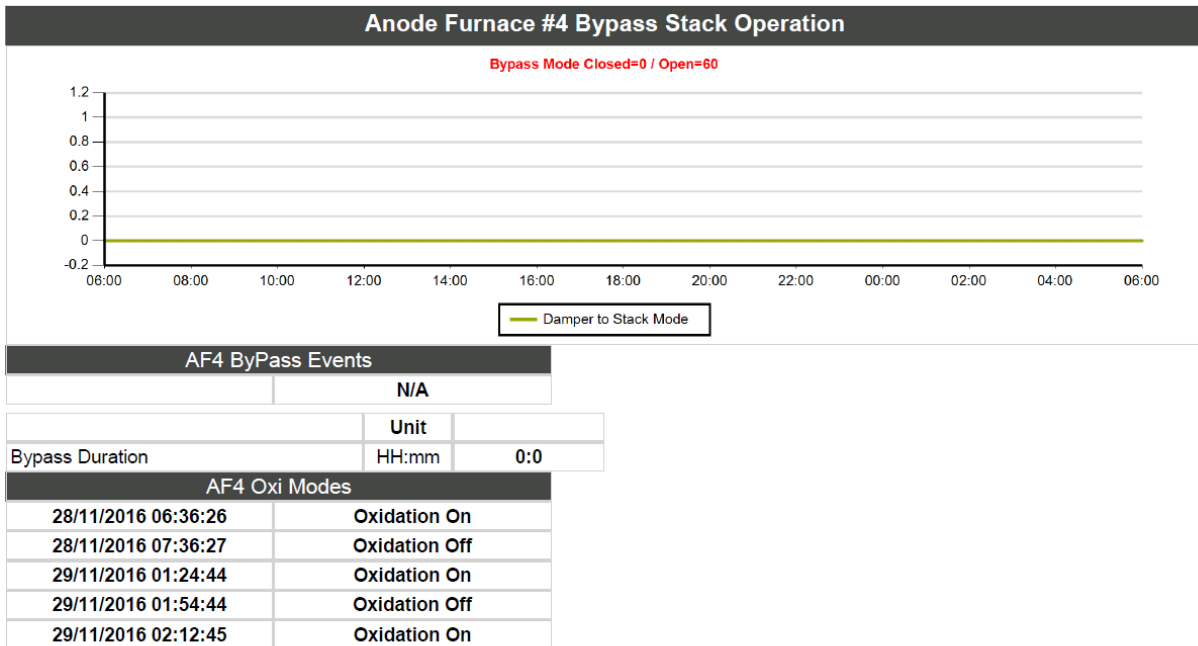 Anode Furnace #4 Bypass Stack Operation
Bypass Mode Closed=0 / Open=60
1.2
1
0.8
0.6
0.4
0.2
0
-0.2
06:00 08:00 10:00 12:00 14:00 16:00 18:00 20:00 22:00 00:00 02:00 04:00 06:00
Damper to Stack Mode
AF4 ByPass Events
N/A
Unit
Bypass Duration HH:mm 0:0
AF4 Oxi Modes
28/11/2016 06:36:26 Oxidation On
28/11/2016 07:36:27 Oxidation Off
29/11/2016 01:24:44 Oxidation On
29/11/2016 01:54:44 Oxidation Off
29/11/2016 02:12:45 Oxidation On